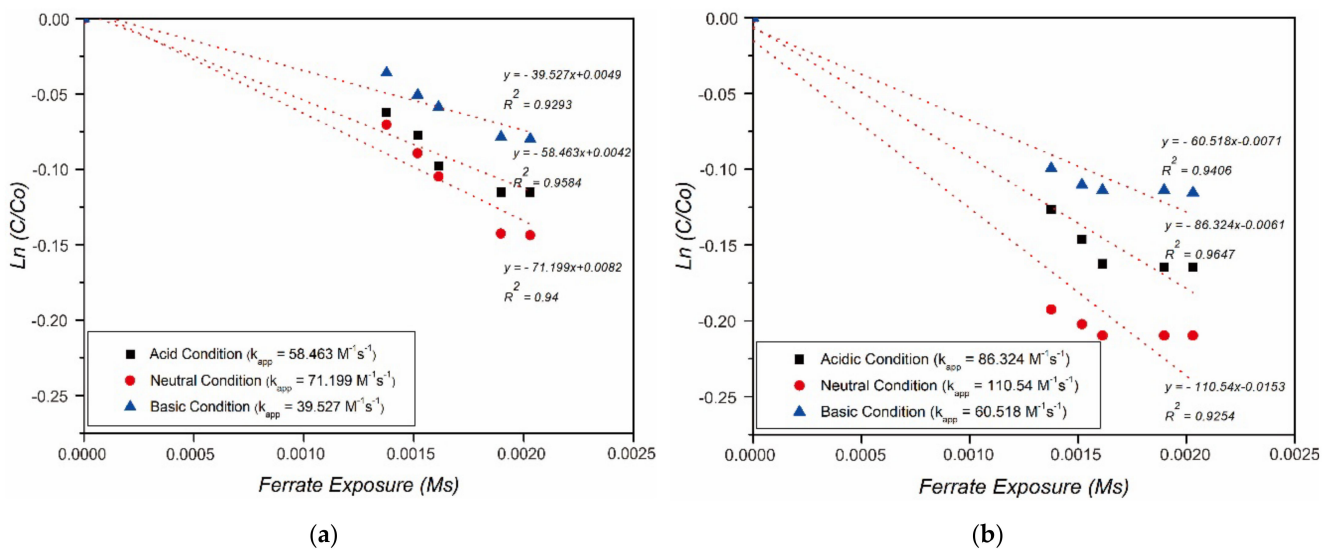 0.00
-0.05
-0.10
-0.15
-0.20
-0.25
Ln (C/Co)
y = - 39.527x+0.0049
R² = 0.9293
y = - 58.463x+0.0042
R² = 0.9584
y = - 71.199x+0.0082
R² = 0.94
Acid Condition (kapp = 58.463 M⁻¹s⁻¹)
Neutral Condition (kapp = 71.199 M⁻¹s⁻¹)
Basic Condition (kapp = 39.527 M⁻¹s⁻¹)
0.0000 0.0005 0.0010 0.0015 0.0020 0.0025
Ferrate Exposure (Ms)
(a)
0.00
-0.05
-0.10
-0.15
-0.20
-0.25
Ln (C/Co)
y = - 60.518x-0.0071
R² = 0.9406
y = - 86.324x-0.0061
R² = 0.9647
y = - 110.54x-0.0153
R² = 0.9254
Acidic Condition (kapp = 86.324 M⁻¹s⁻¹)
Neutral Condition (kapp = 110.54 M⁻¹s⁻¹)
Basic Condition (kapp = 60.518 M⁻¹s⁻¹)
0.0000 0.0005 0.0010 0.0015 0.0020 0.0025
Ferrate Exposure (Ms)
(b)